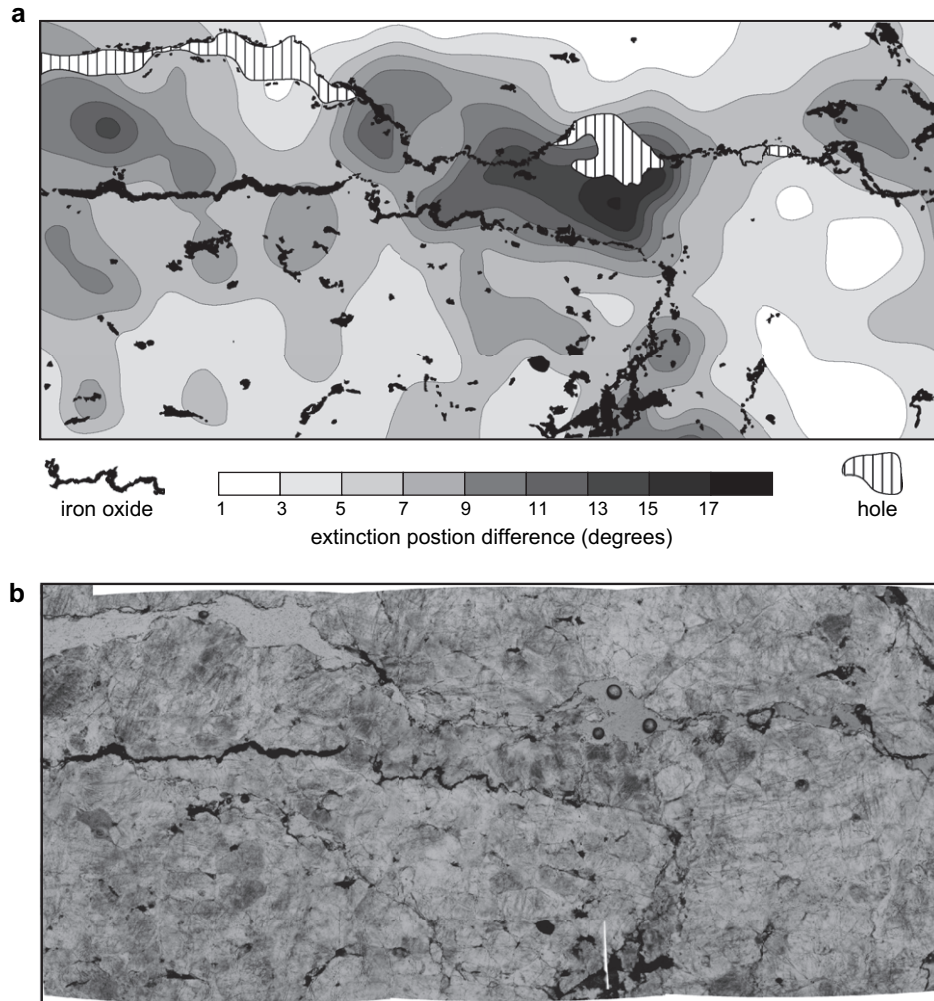 a
iron oxide
1 3 5 7 9 11 13 15 17
extinction postion difference (degrees)
hole
b